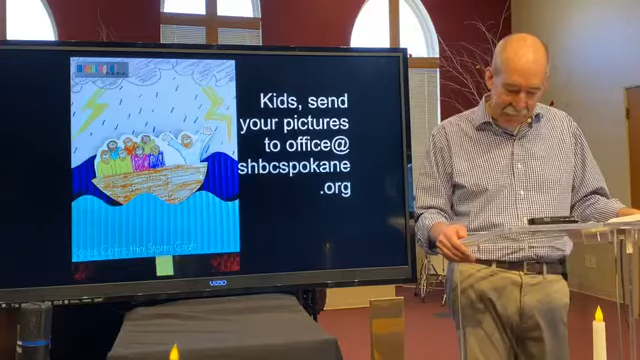 Kids, send
your pictures
to office@
shbcspokane
.org
Jesus Calms the Storm Craft
VIZIO